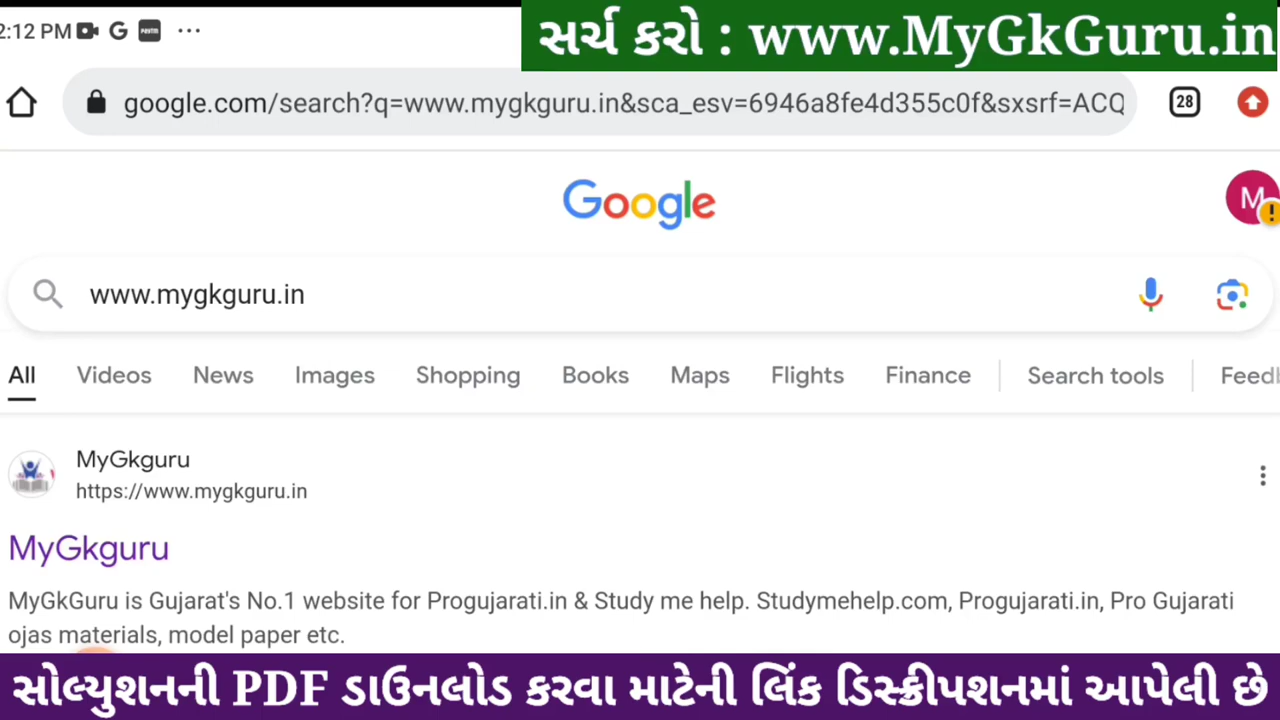 સર્ચ કરો : www.MyGkGuru.in
2:12 PM G Paytm ...
google.com/search?q=www.mygkguru.in&sca_esv=6946a8fe4d355c0f&sxsrf=ACQ
28
Google
M
www.mygkguru.in
All Videos News Images Shopping Books Maps Flights Finance Search tools Feedb
MyGkguru
https://www.mygkguru.in
MyGkguru
MyGkGuru is Gujarat's No.1 website for Progujarati.in & Study me help. Studymehelp.com, Progujarati.in, Pro Gujarati
ojas materials, model paper etc.
સોલ્યુશનની PDF ડાઉનલોડ કરવા માટેની લિંક ડિસ્ક્રીપશનમાં આપેલી છે